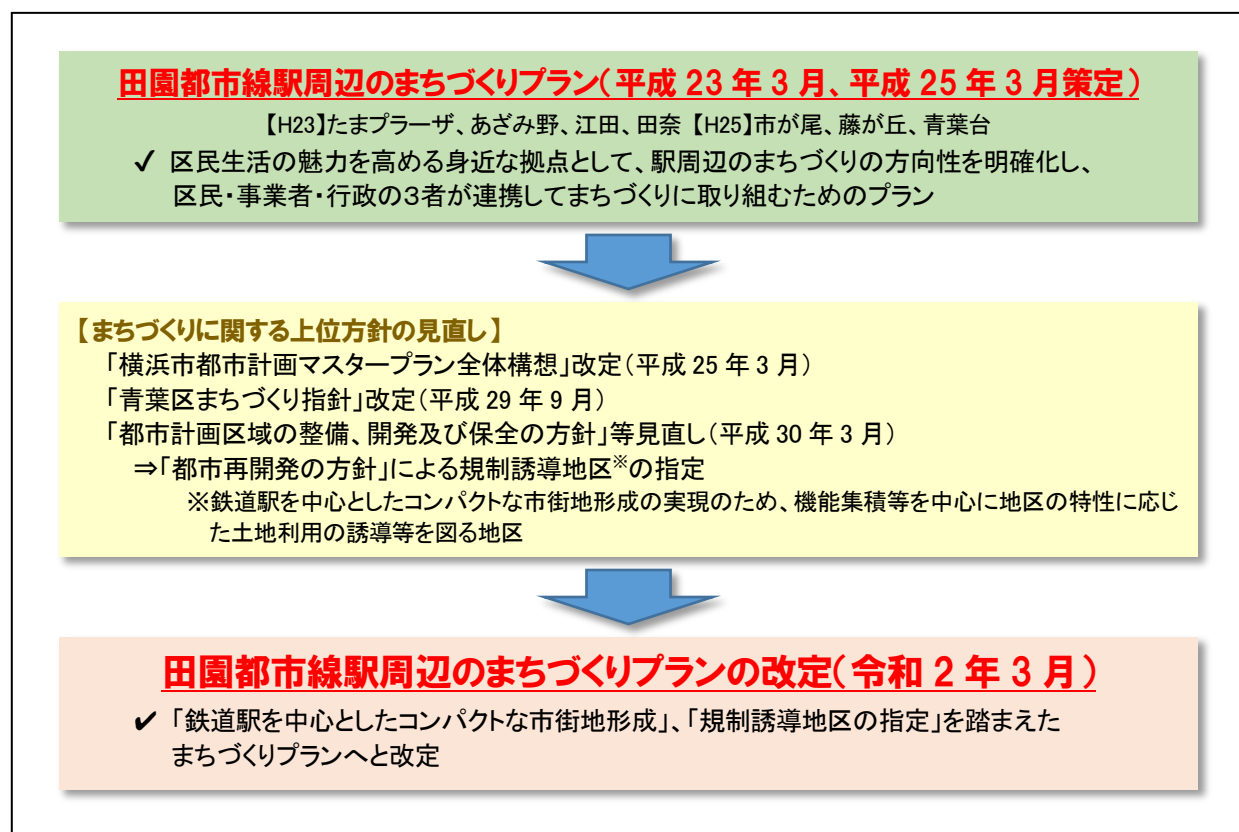 田園都市線駅周辺のまちづくりプラン(平成 23 年 3 月、平成 25 年 3 月策定)
【H23】たまプラーザ、あざみ野、江田、田奈 【H25】市が尾、藤が丘、青葉台
✓ 区民生活の魅力を高める身近な拠点として、駅周辺のまちづくりの方向性を明確化し、
区民・事業者・行政の3者が連携してまちづくりに取り組むためのプラン
【まちづくりに関する上位方針の見直し】
「横浜市都市計画マスタープラン全体構想」改定(平成 25 年 3 月)
「青葉区まちづくり指針」改定(平成 29 年 9 月)
「都市計画区域の整備、開発及び保全の方針」等見直し(平成 30 年 3 月)
⇒「都市再開発の方針」による規制誘導地区※の指定
※鉄道駅を中心としたコンパクトな市街地形成の実現のため、機能集積等を中心に地区の特性に応じ
た土地利用の誘導等を図る地区
田園都市線駅周辺のまちづくりプランの改定(令和 2 年 3 月)
✔ 「鉄道駅を中心としたコンパクトな市街地形成」、「規制誘導地区の指定」を踏まえた
まちづくりプランへと改定